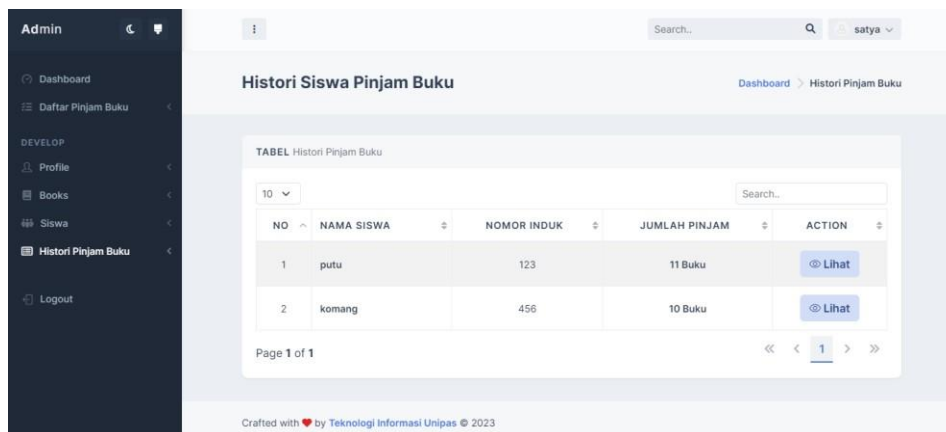 Admin
Search..
satya
Dashboard
Daftar Pinjam Buku
DEVELOP
Profile
Books
Siswa
Histori Pinjam Buku
Logout
Histori Siswa Pinjam Buku
Dashboard > Histori Pinjam Buku
TABEL Histori Pinjam Buku
10
Search..
NO NAMA SISWA NOMOR INDUK JUMLAH PINJAM ACTION
1 putu 123 11 Buku Lihat
2 komang 456 10 Buku Lihat
Page 1 of 1
« < 1 > »
Crafted with ❤ by Teknologi Informasi Unipas © 2023